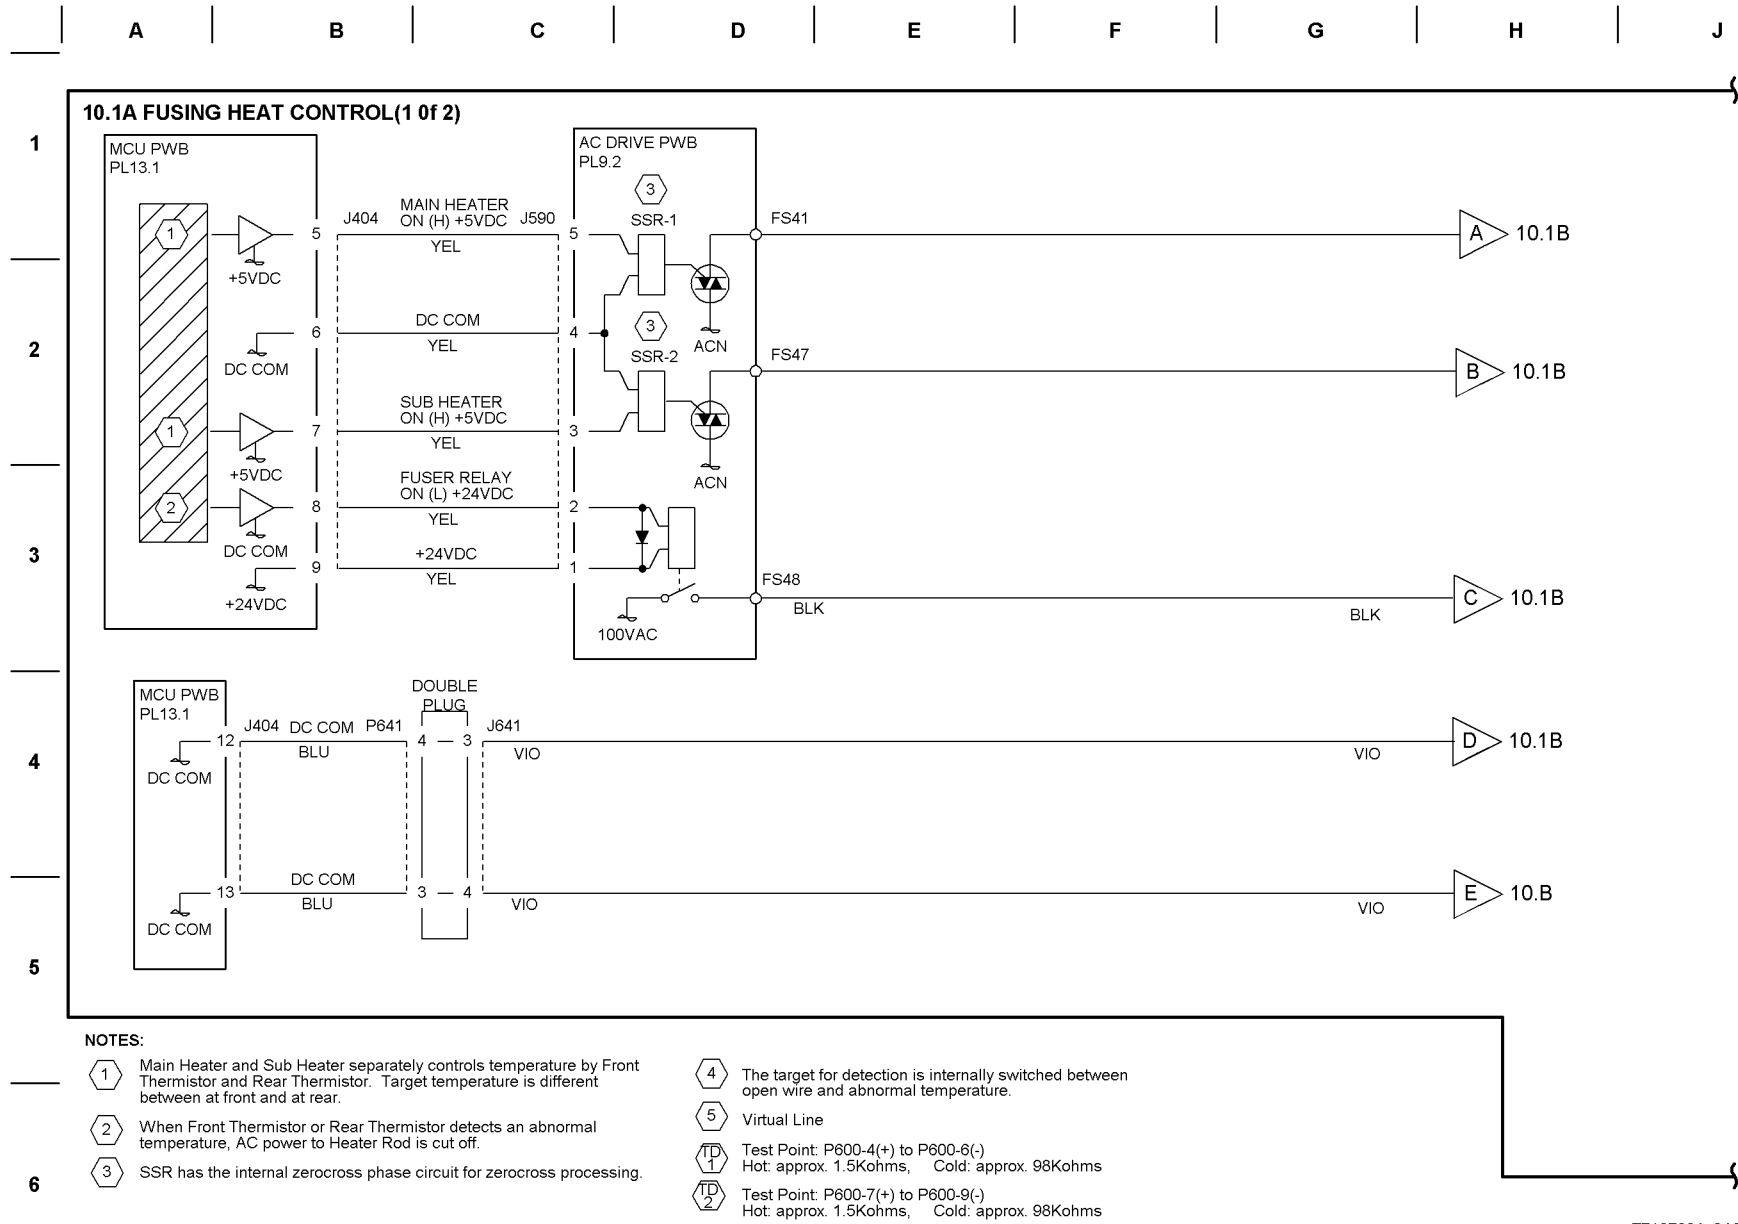 A B C D E F G H J
10.1A FUSING HEAT CONTROL(1 0f 2)
1
2
3
4
5
6
MCU PWB
PL13.1
1
+5VDC
DC COM
1
+5VDC
2
DC COM
+24VDC
5
6
7
8
9
J404
MAIN HEATER
ON (H) +5VDC
YEL
DC COM
YEL
SUB HEATER
ON (H) +5VDC
YEL
FUSER RELAY
ON (L) +24VDC
YEL
+24VDC
YEL
J590
5
4
3
2
1
AC DRIVE PWB
PL9.2
3
SSR-1
ACN
3
SSR-2
ACN
100VAC
FS41
A 10.1B
FS47
B 10.1B
FS48
BLK BLK
C 10.1B
MCU PWB
PL13.1
DC COM
DC COM
12
13
J404 DC COM P641
BLU
DC COM
BLU
DOUBLE
PLUG
4 3
3 4
J641
VIO VIO
D 10.1B
VIO VIO
E 10.B
NOTES:
1 Main Heater and Sub Heater separately controls temperature by Front
Thermistor and Rear Thermistor. Target temperature is different
between at front and at rear.
2 When Front Thermistor or Rear Thermistor detects an abnormal
temperature, AC power to Heater Rod is cut off.
3 SSR has the internal zerocross phase circuit for zerocross processing.
4 The target for detection is internally switched between
open wire and abnormal temperature.
5 Virtual Line
TD
1
Test Point: P600-4(+) to P600-6(-)
Hot: approx. 1.5Kohms, Cold: approx. 98Kohms
TD
2
Test Point: P600-7(+) to P600-9(-)
Hot: approx. 1.5Kohms, Cold: approx. 98Kohms